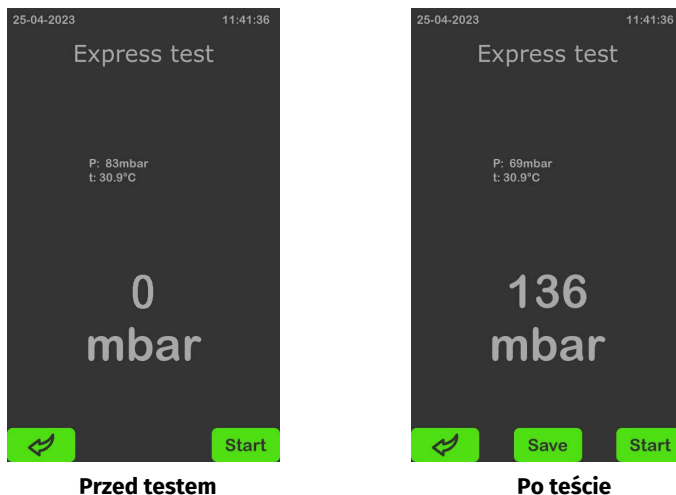 25-04-2023 11:41:36
Express test
P: 83mbar
t: 30.9°C
0
mbar
Start
Przed testem
25-04-2023 11:41:36
Express test
P: 69mbar
t: 30.9°C
136
mbar
Save Start
Po teście